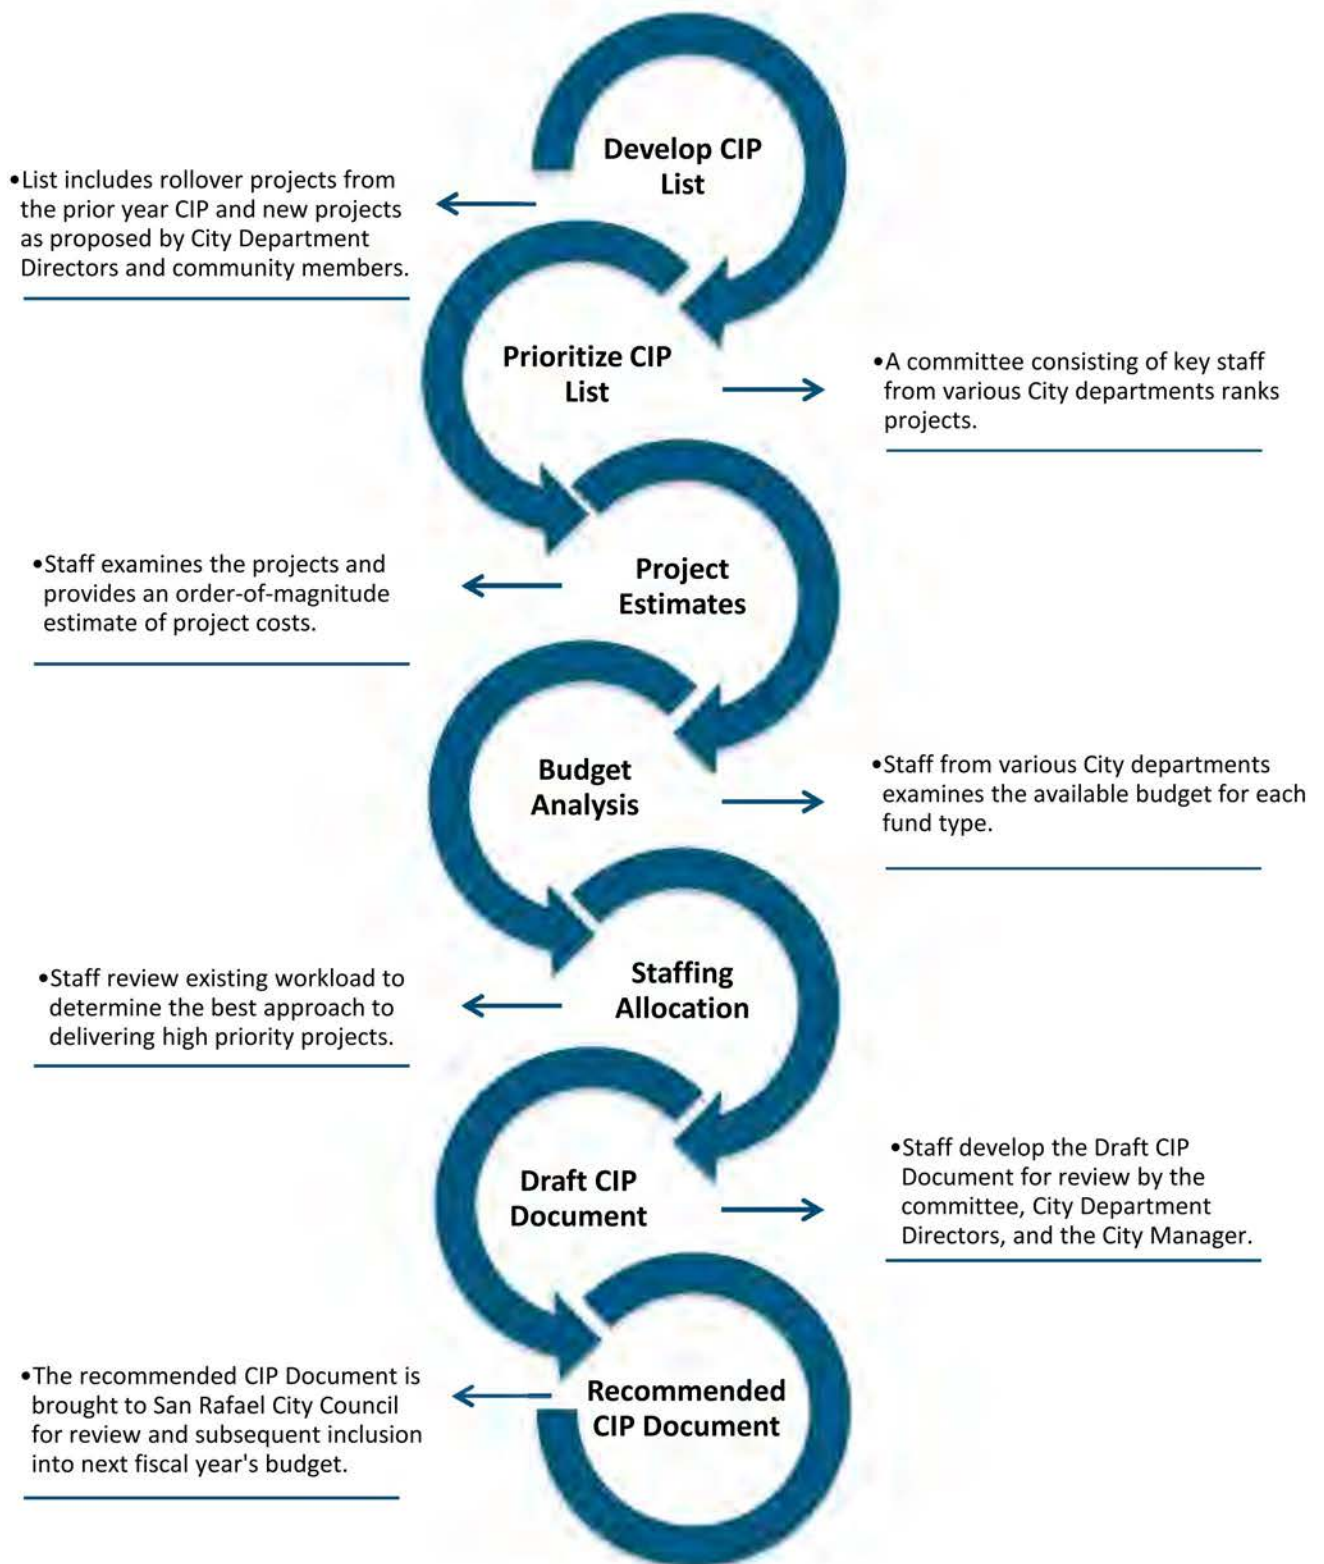 Develop CIP
List
•List includes rollover projects from
the prior year CIP and new projects
as proposed by City Department
Directors and community members.
Prioritize CIP
List
•A committee consisting of key staff
from various City departments ranks
projects.
Project
Estimates
•Staff examines the projects and
provides an order-of-magnitude
estimate of project costs.
Budget
Analysis
•Staff from various City departments
examines the available budget for each
fund type.
Staffing
Allocation
•Staff review existing workload to
determine the best approach to
delivering high priority projects.
Draft CIP
Document
•Staff develop the Draft CIP
Document for review by the
committee, City Department
Directors, and the City Manager.
Recommended
CIP Document
•The recommended CIP Document is
brought to San Rafael City Council
for review and subsequent inclusion
into next fiscal year's budget.